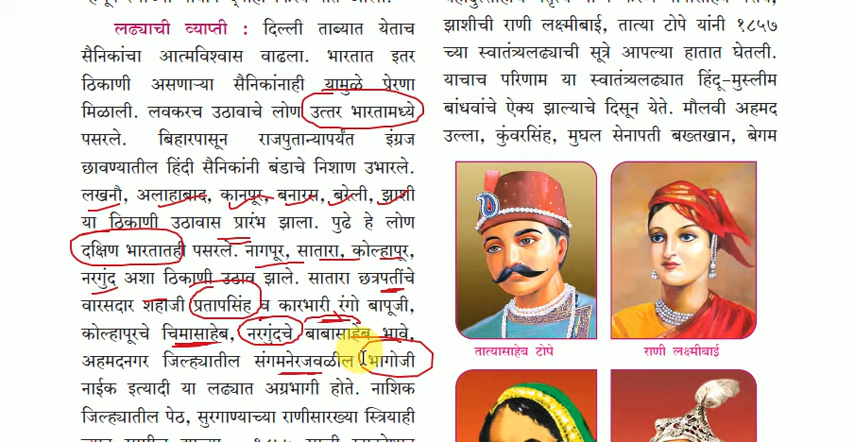 लढ्याची व्याप्ती : दिल्ली ताब्यात येताच
सैनिकांचा आत्मविश्वास वाढला. भारतात इतर
ठिकाणी असणाऱ्या सैनिकांनाही यामुळे प्रेरणा
मिळाली. लवकरच उठावाचे लोण उत्तर भारतामध्ये
पसरले. बिहारपासून राजपुतान्यापर्यंत इंग्रज
छावण्यातील हिंदी सैनिकांनी बंडाचे निशाण उभारले.
लखनौ, अलाहाबाद, कानपूर, बनारस, बरेली, झाशी
या ठिकाणी उठावास प्रारंभ झाला. पुढे हे लोण
दक्षिण भारतातही पसरले. नागपूर, सातारा, कोल्हापूर,
नरगुंद अशा ठिकाणी उठाव झाले. सातारा छत्रपतींचे
वारसदार शहाजी प्रतापसिंह व कारभारी रंगो बापूजी,
कोल्हापूरचे चिमासाहेब, नरगुंदचे बाबासाहेब भावे,
अहमदनगर जिल्ह्यातील संगमनेरजवळील भागोजी
नाईक इत्यादी या लढ्यात अग्रभागी होते. नाशिक
जिल्ह्यातील पेठ, सुरगाण्याच्या राणीसारख्या स्त्रियाही
झाशीची राणी लक्ष्मीबाई, तात्या टोपे यांनी १८५७
च्या स्वातंत्र्यलढ्याची सूत्रे आपल्या हातात घेतली.
याचाच परिणाम या स्वातंत्र्यलढ्यात हिंदू-मुस्लीम
बांधवांचे ऐक्य झाल्याचे दिसून येते. मौलवी अहमद
उल्ला, कुंवरसिंह, मुघल सेनापती बख्तखान, बेगम
तात्यासाहेब टोपे
राणी लक्ष्मीबाई